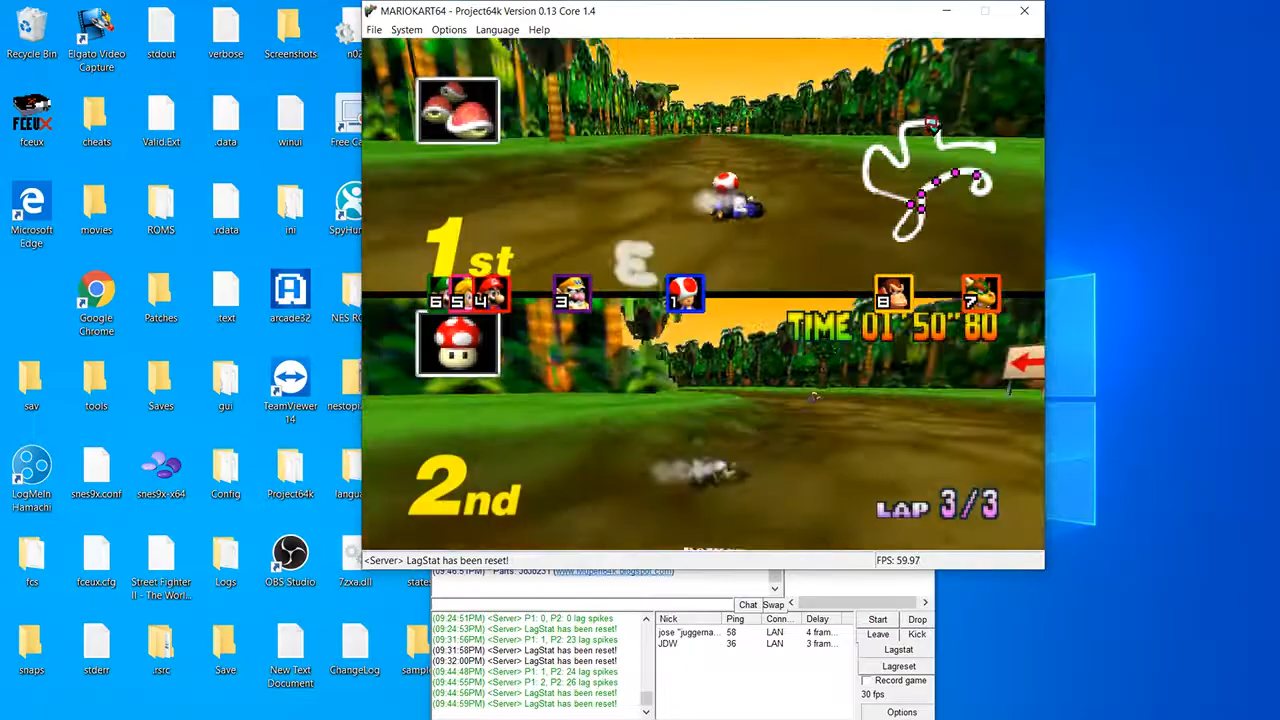 MARIOKART64 - Project64k Version 0.13 Core 1.4
File System Options Language Help
Recycle Bin
Elgato Video
Capture
stdout
verbose
Screenshots
n02
fceux
cheats
Valid.Ext
.data
winui
Free Ca
Microsoft
Edge
movies
ROMS
.rdata
ini
SpyHun
Google
Chrome
Patches
.text
arcade32
NES RO
sav
tools
Saves
gui
TeamViewer
14
nestopia
LogMeIn
Hamachi
snes9x.conf
snes9x-x64
Config
Project64k
langua
fcs
fceux.cfg
Street Fighter
II - The Worl...
Logs
OBS Studio
7zxa.dll
state
snaps
stderr
.rsrc
Save
New Text
Document
ChangeLog
sampl
1st
6 5 4 3 1 8 7
TIME 01"50"80
2nd
LAP 3/3
<Server> LagStat has been reset!
FPS: 59.97
Chat Swap
(09:24:51PM) <Server> P1: 0, P2: 0 lag spikes
(09:24:53PM) <Server> LagStat has been reset!
(09:31:56PM) <Server> P1: 1, P2: 23 lag spikes
(09:31:58PM) <Server> LagStat has been reset!
(09:32:00PM) <Server> LagStat has been reset!
(09:44:48PM) <Server> P1: 1, P2: 24 lag spikes
(09:44:55PM) <Server> P1: 2, P2: 26 lag spikes
(09:44:56PM) <Server> LagStat has been reset!
(09:44:59PM) <Server> LagStat has been reset!
Nick Ping Conn... Delay
jose "juggerna... 58 LAN 4 fram...
JDW 36 LAN 3 fram...
Start Drop
Leave Kick
Lagstat
Lagreset
Record game
30 fps
Options